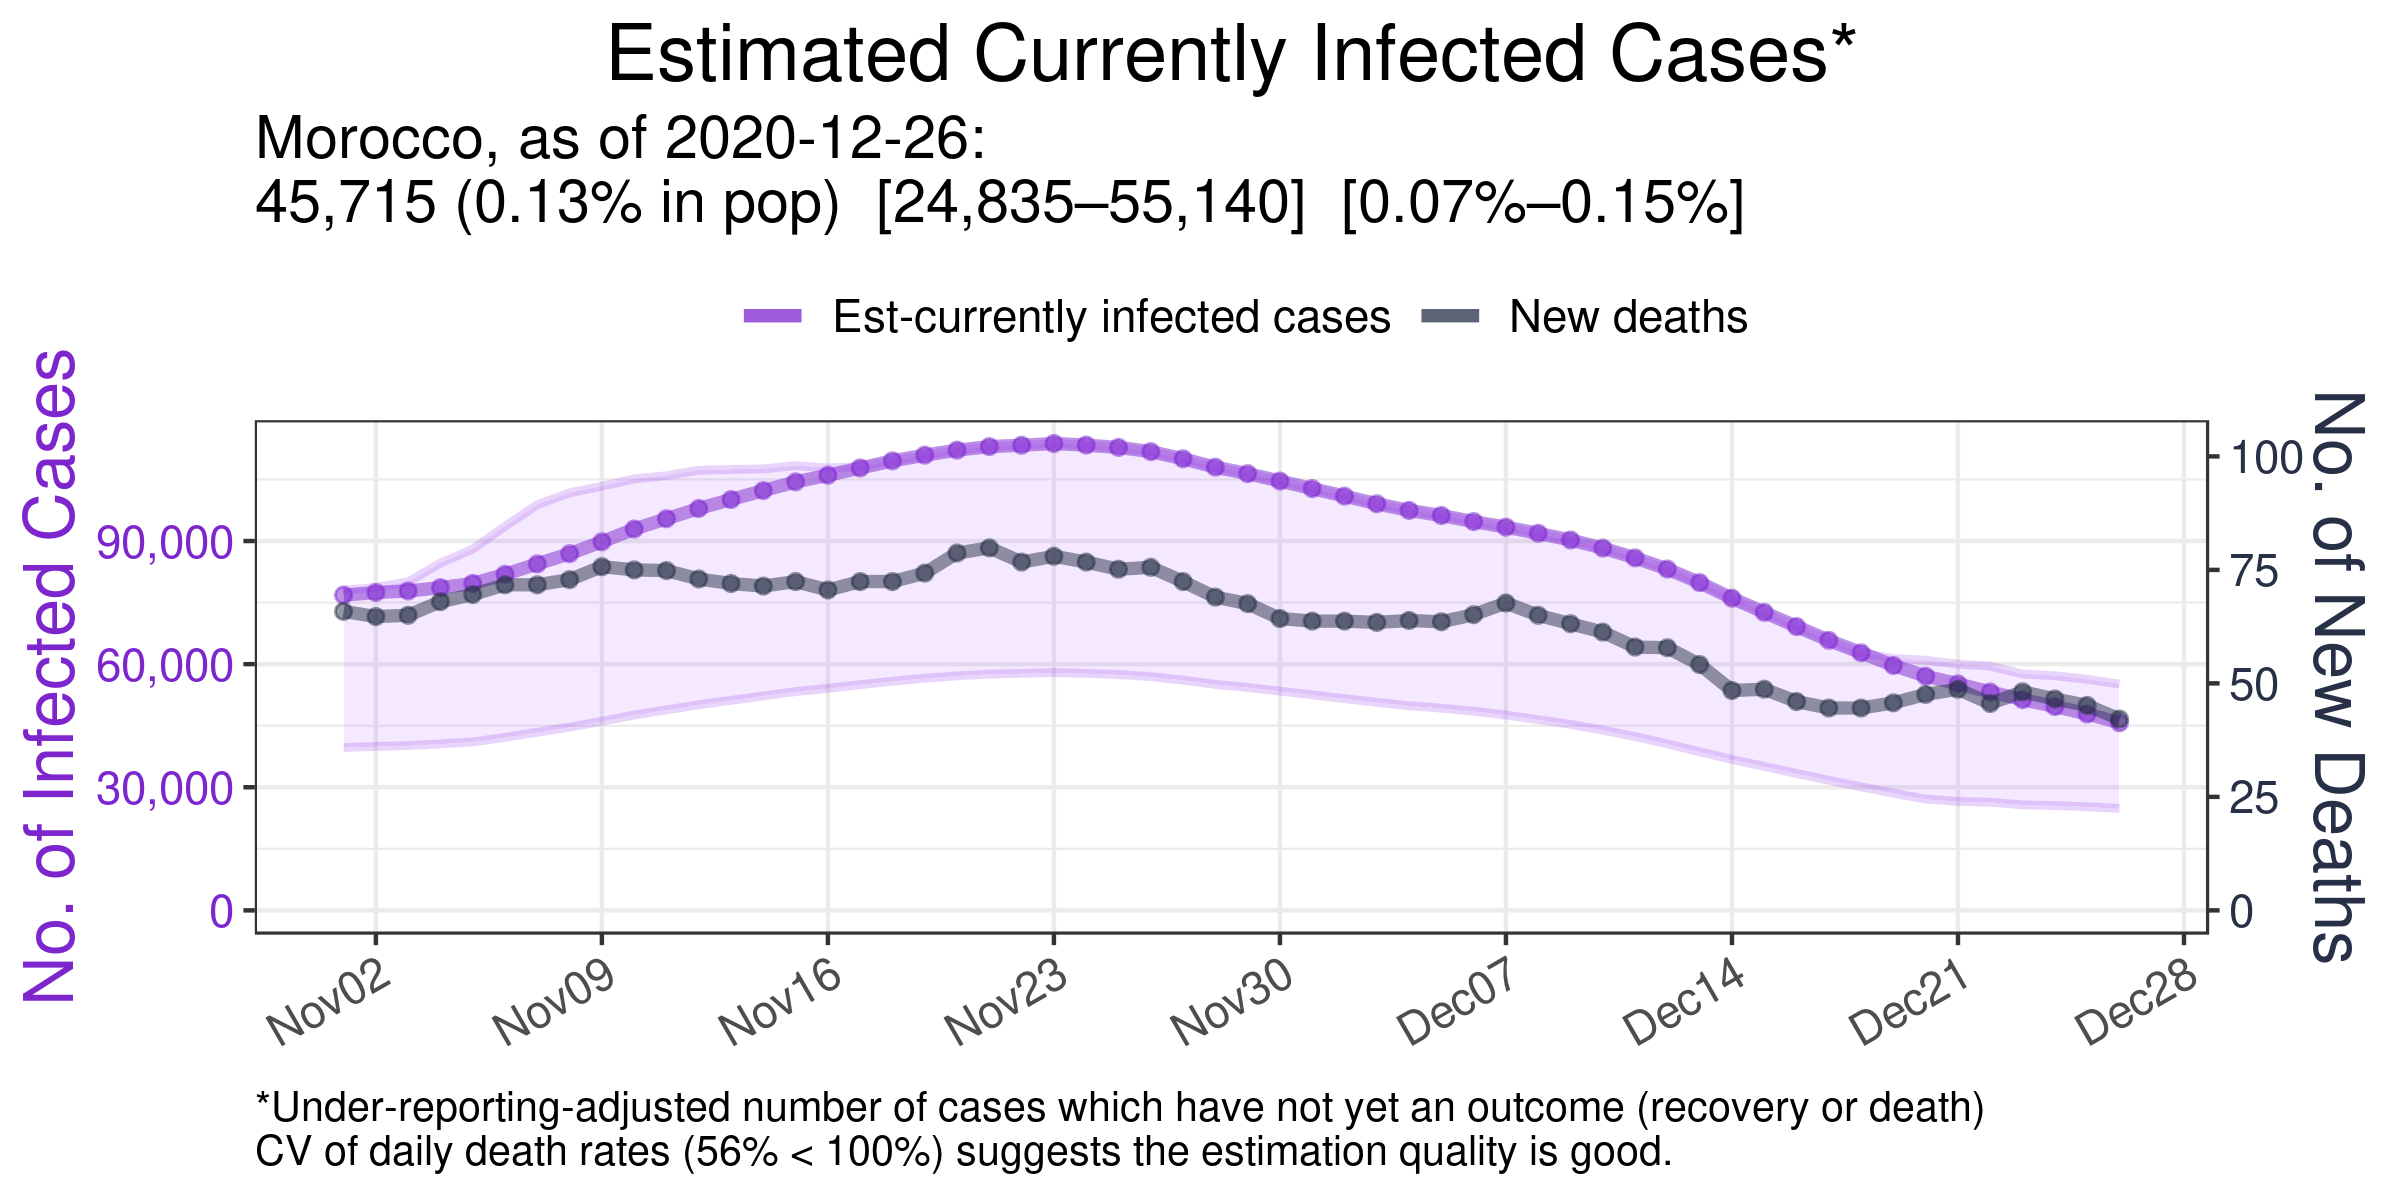 Estimated Currently Infected Cases*
Morocco, as of 2020-12-26:
45,715 (0.13% in pop)  [24,835–55,140]  [0.07%–0.15%]
Est-currently infected cases
New deaths
No. of Infected Cases
90,000
60,000
30,000
0
100
75
50
25
0
No. of New Deaths
Nov02
Nov09
Nov16
Nov23
Nov30
Dec07
Dec14
Dec21
Dec28
*Under-reporting-adjusted number of cases which have not yet an outcome (recovery or death)
CV of daily death rates (56% < 100%) suggests the estimation quality is good.